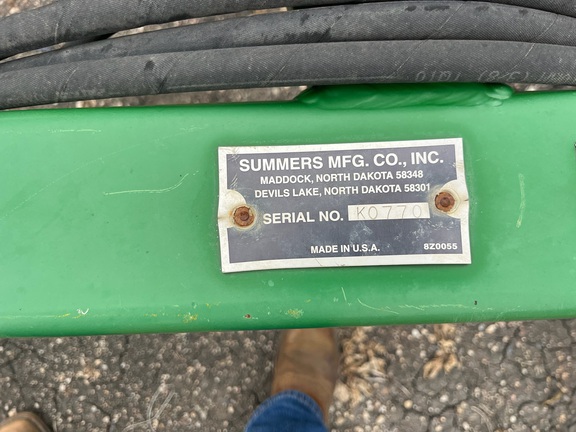 SUMMERS MFG. CO., INC.
MADDOCK, NORTH DAKOTA 58348
DEVILS LAKE, NORTH DAKOTA 58301
SERIAL NO. K0770
MADE IN U.S.A. 8Z0055